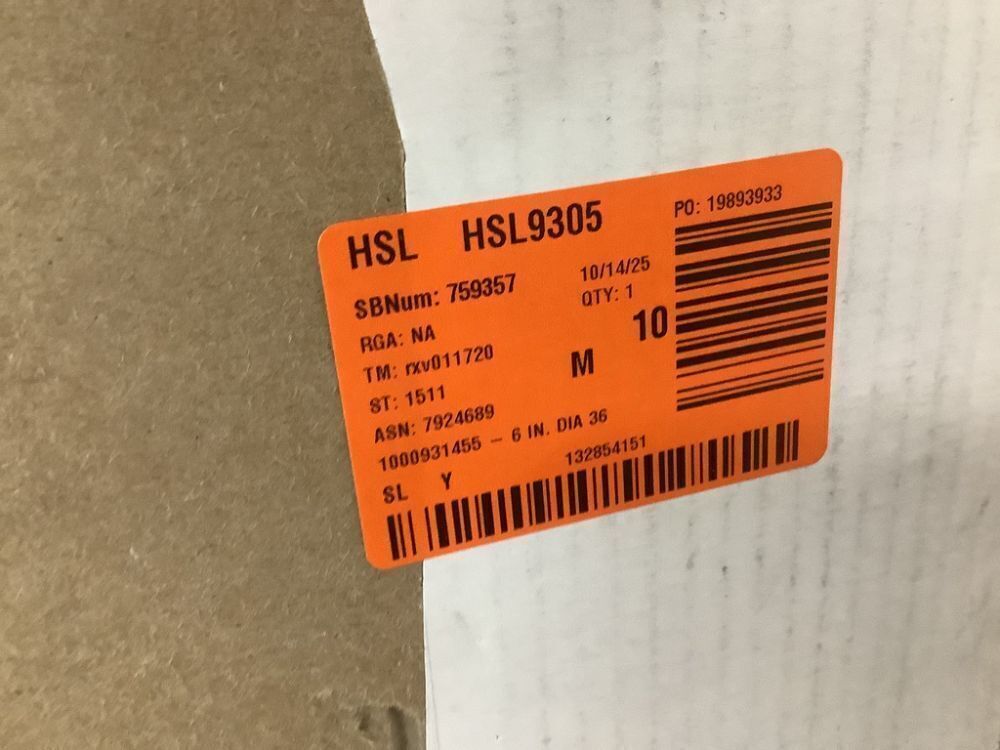 HSL HSL9305
PO: 19893933
SBNum: 759357
10/14/25
RGA: NA
QTY: 1
TM: rxv011720
10
ST: 1511
M
ASN: 7924689
1000931455 - 6 IN. DIA 36
SL Y
132854151